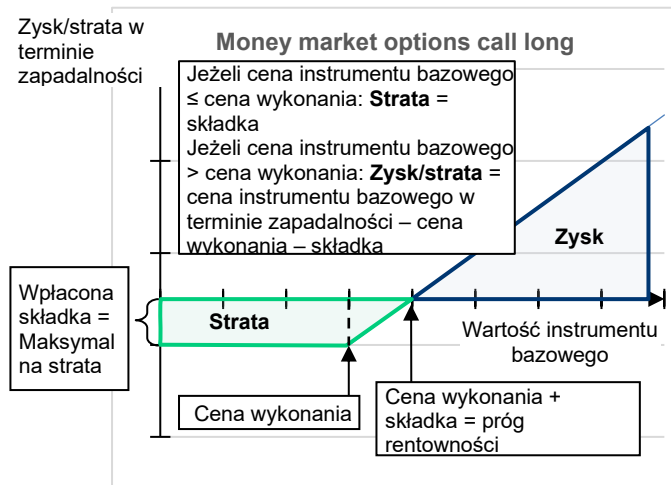 Zysk/strata w
terminie
zapadalności
Money market options call long
Jeżeli cena instrumentu bazowego
≤ cena wykonania: Strata =
składka
Jeżeli cena instrumentu bazowego
> cena wykonania: Zysk/strata =
cena instrumentu bazowego w
terminie zapadalności – cena
wykonania – składka
Zysk
Wpłacona
składka =
Maksymal
na strata
Strata
Wartość instrumentu
bazowego
Cena wykonania
Cena wykonania +
składka = próg
rentowności